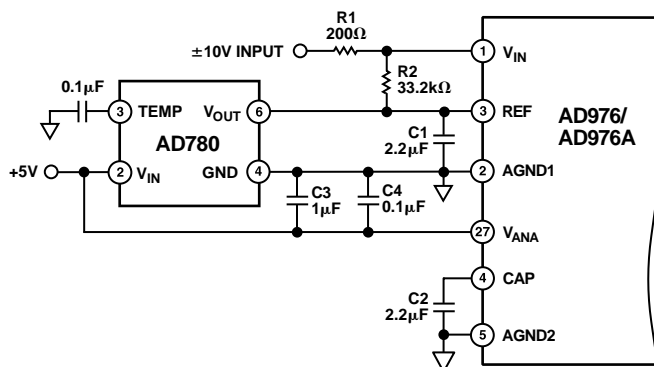 R1
200Ω
±10V INPUT
1
VIN
R2
33.2kΩ
0.1µF
3
TEMP
VOUT
6
3
REF
AD976/
AD976A
AD780
C1
2.2µF
+5V
2
VIN
GND
4
2
AGND1
C3
1µF
C4
0.1µF
27
VANA
4
CAP
C2
2.2µF
5
AGND2